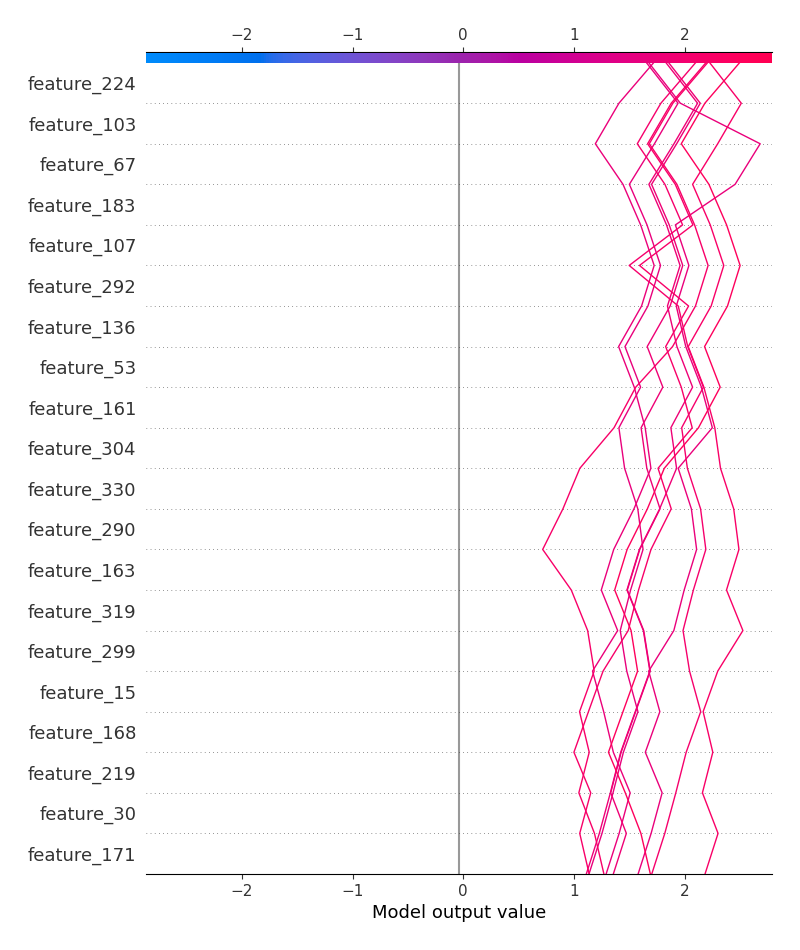 −2 −1 0 1 2
feature_224
feature_103
feature_67
feature_183
feature_107
feature_292
feature_136
feature_53
feature_161
feature_304
feature_330
feature_290
feature_163
feature_319
feature_299
feature_15
feature_168
feature_219
feature_30
feature_171
−2 −1 0 1 2
Model output value